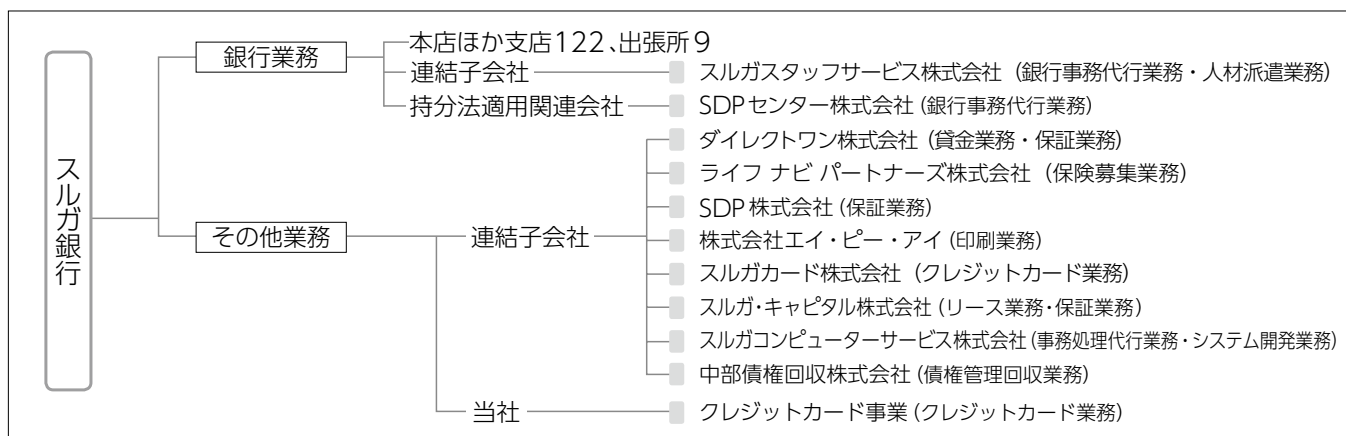 スルガ銀行
銀行業務
本店ほか支店122、出張所9
連結子会社
スルガスタッフサービス株式会社（銀行事務代行業務・人材派遣業務）
持分法適用関連会社
SDPセンター株式会社（銀行事務代行業務）
その他業務
連結子会社
ダイレクトワン株式会社（貸金業務・保証業務）
ライフ ナビ パートナーズ株式会社（保険募集業務）
SDP株式会社（保証業務）
株式会社エイ・ピー・アイ（印刷業務）
スルガカード株式会社（クレジットカード業務）
スルガ・キャピタル株式会社（リース業務・保証業務）
スルガコンピューターサービス株式会社（事務処理代行業務・システム開発業務）
中部債権回収株式会社（債権管理回収業務）
当社
クレジットカード事業（クレジットカード業務）